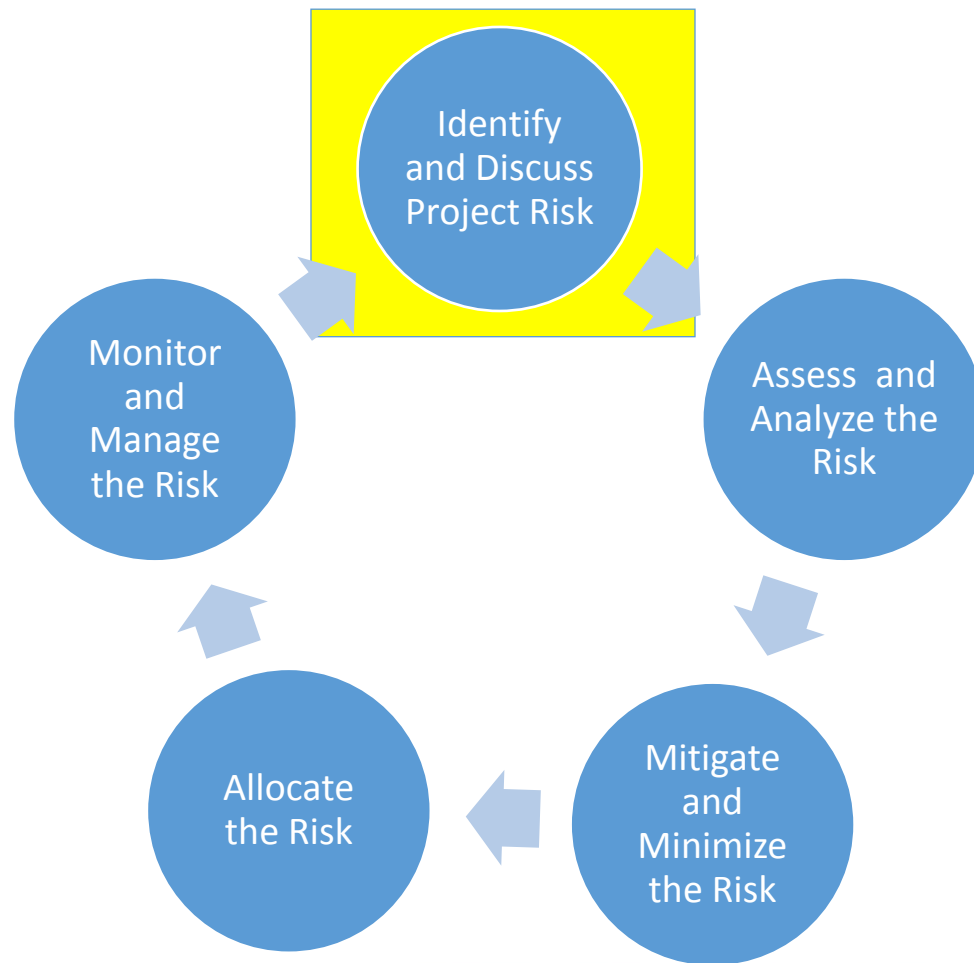 Identify
and Discuss
Project Risk
Assess  and
Analyze the
Risk
Mitigate
and
Minimize
the Risk
Allocate
the Risk
Monitor
and
Manage
the Risk